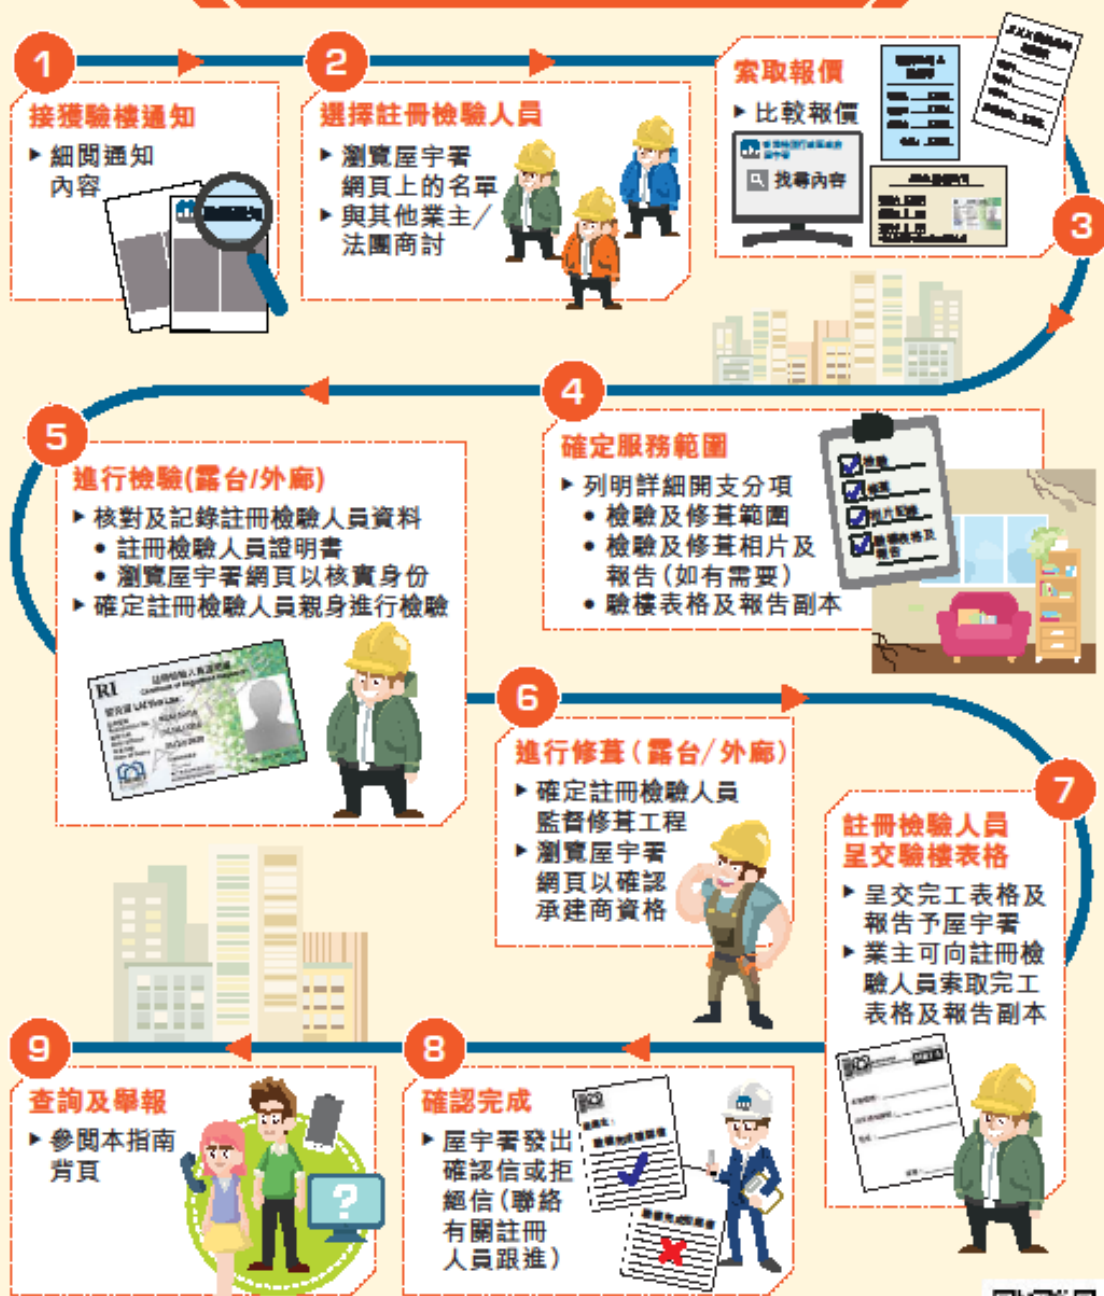 1
接獲驗樓通知
▶ 細閱通知
內容
2
選擇註冊檢驗人員
▶ 瀏覽屋宇署
網頁上的名單
▶ 與其他業主/
法團商討
3
索取報價
▶ 比較報價
找尋內容
4
確定服務範圍
▶ 列明詳細開支分項
• 檢驗及修葺範圍
• 檢驗及修葺相片及
報告(如有需要)
• 驗樓表格及報告副本
5
進行檢驗(露台/外廊)
▶ 核對及記錄註冊檢驗人員資料
• 註冊檢驗人員證明書
• 瀏覽屋宇署網頁以核實身份
▶ 確定註冊檢驗人員親身進行檢驗
RI
6
進行修葺(露台/外廊)
▶ 確定註冊檢驗人員
監督修葺工程
▶ 瀏覽屋宇署
網頁以確認
承建商資格
7
註冊檢驗人員
呈交驗樓表格
▶ 呈交完工表格及
報告予屋宇署
▶ 業主可向註冊檢
驗人員索取完工
表格及報告副本
8
確認完成
▶ 屋宇署發出
確認信或拒
絕信(聯絡
有關註冊
人員跟進)
9
查詢及舉報
▶ 參閱本指南
背頁
?